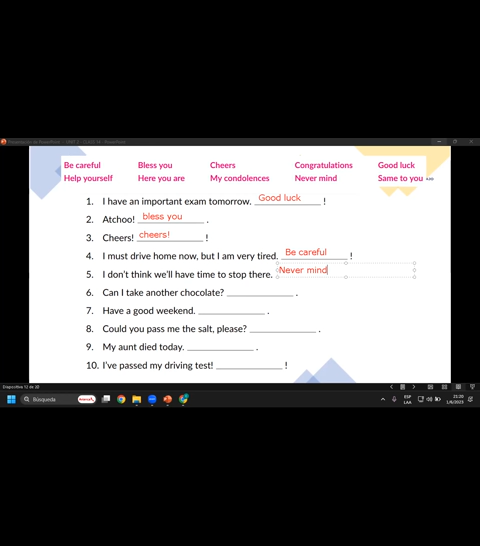 Be careful Bless you Cheers Congratulations Good luck
Help yourself Here you are My condolences Never mind Same to you
1. I have an important exam tomorrow. Good luck !
2. Atchoo! bless you .
3. Cheers! cheers! !
4. I must drive home now, but I am very tired. Be careful !
5. I don't think we'll have time to stop there. Never mind
6. Can I take another chocolate? .
7. Have a good weekend. .
8. Could you pass me the salt, please? .
9. My aunt died today. .
10. I've passed my driving test! !
Búsqueda
ESP
LAA
21:20
1/8/2023